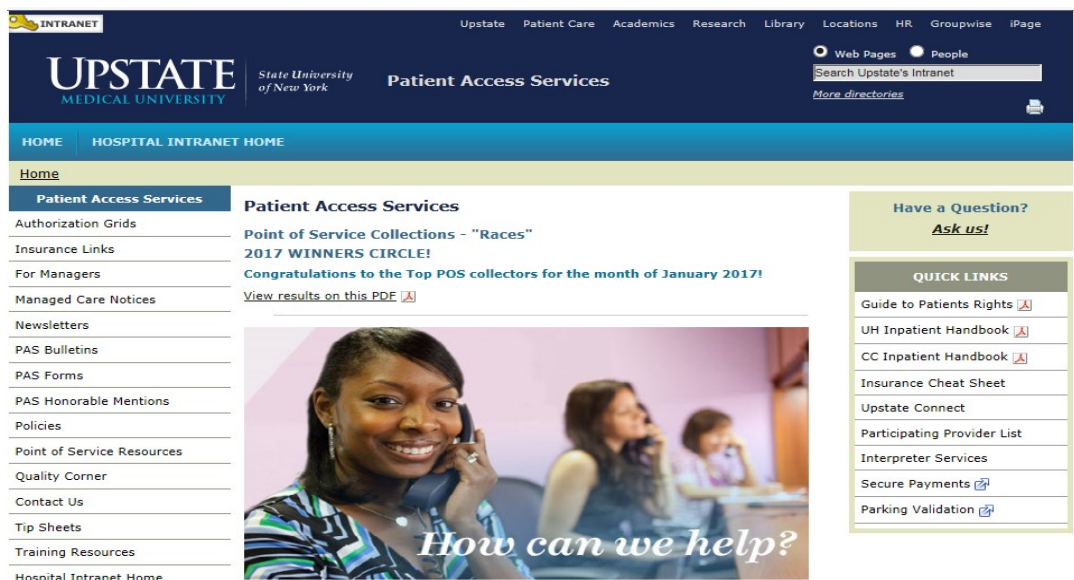 INTRANET
Upstate Patient Care Academics Research Library Locations HR Groupwise iPage
UPSTATE
MEDICAL UNIVERSITY
State University
of New York
Patient Access Services
Web Pages People
Search Upstate's Intranet
More directories
HOME HOSPITAL INTRANET HOME
Home
Patient Access Services
Authorization Grids
Insurance Links
For Managers
Managed Care Notices
Newsletters
PAS Bulletins
PAS Forms
PAS Honorable Mentions
Policies
Point of Service Resources
Quality Corner
Contact Us
Tip Sheets
Training Resources
Hospital Intranet Home
Patient Access Services
Point of Service Collections - "Races"
2017 WINNERS CIRCLE!
Congratulations to the Top POS collectors for the month of January 2017!
View results on this PDF
How can we help?
Have a Question?
Ask us!
QUICK LINKS
Guide to Patients Rights
UH Inpatient Handbook
CC Inpatient Handbook
Insurance Cheat Sheet
Upstate Connect
Participating Provider List
Interpreter Services
Secure Payments
Parking Validation